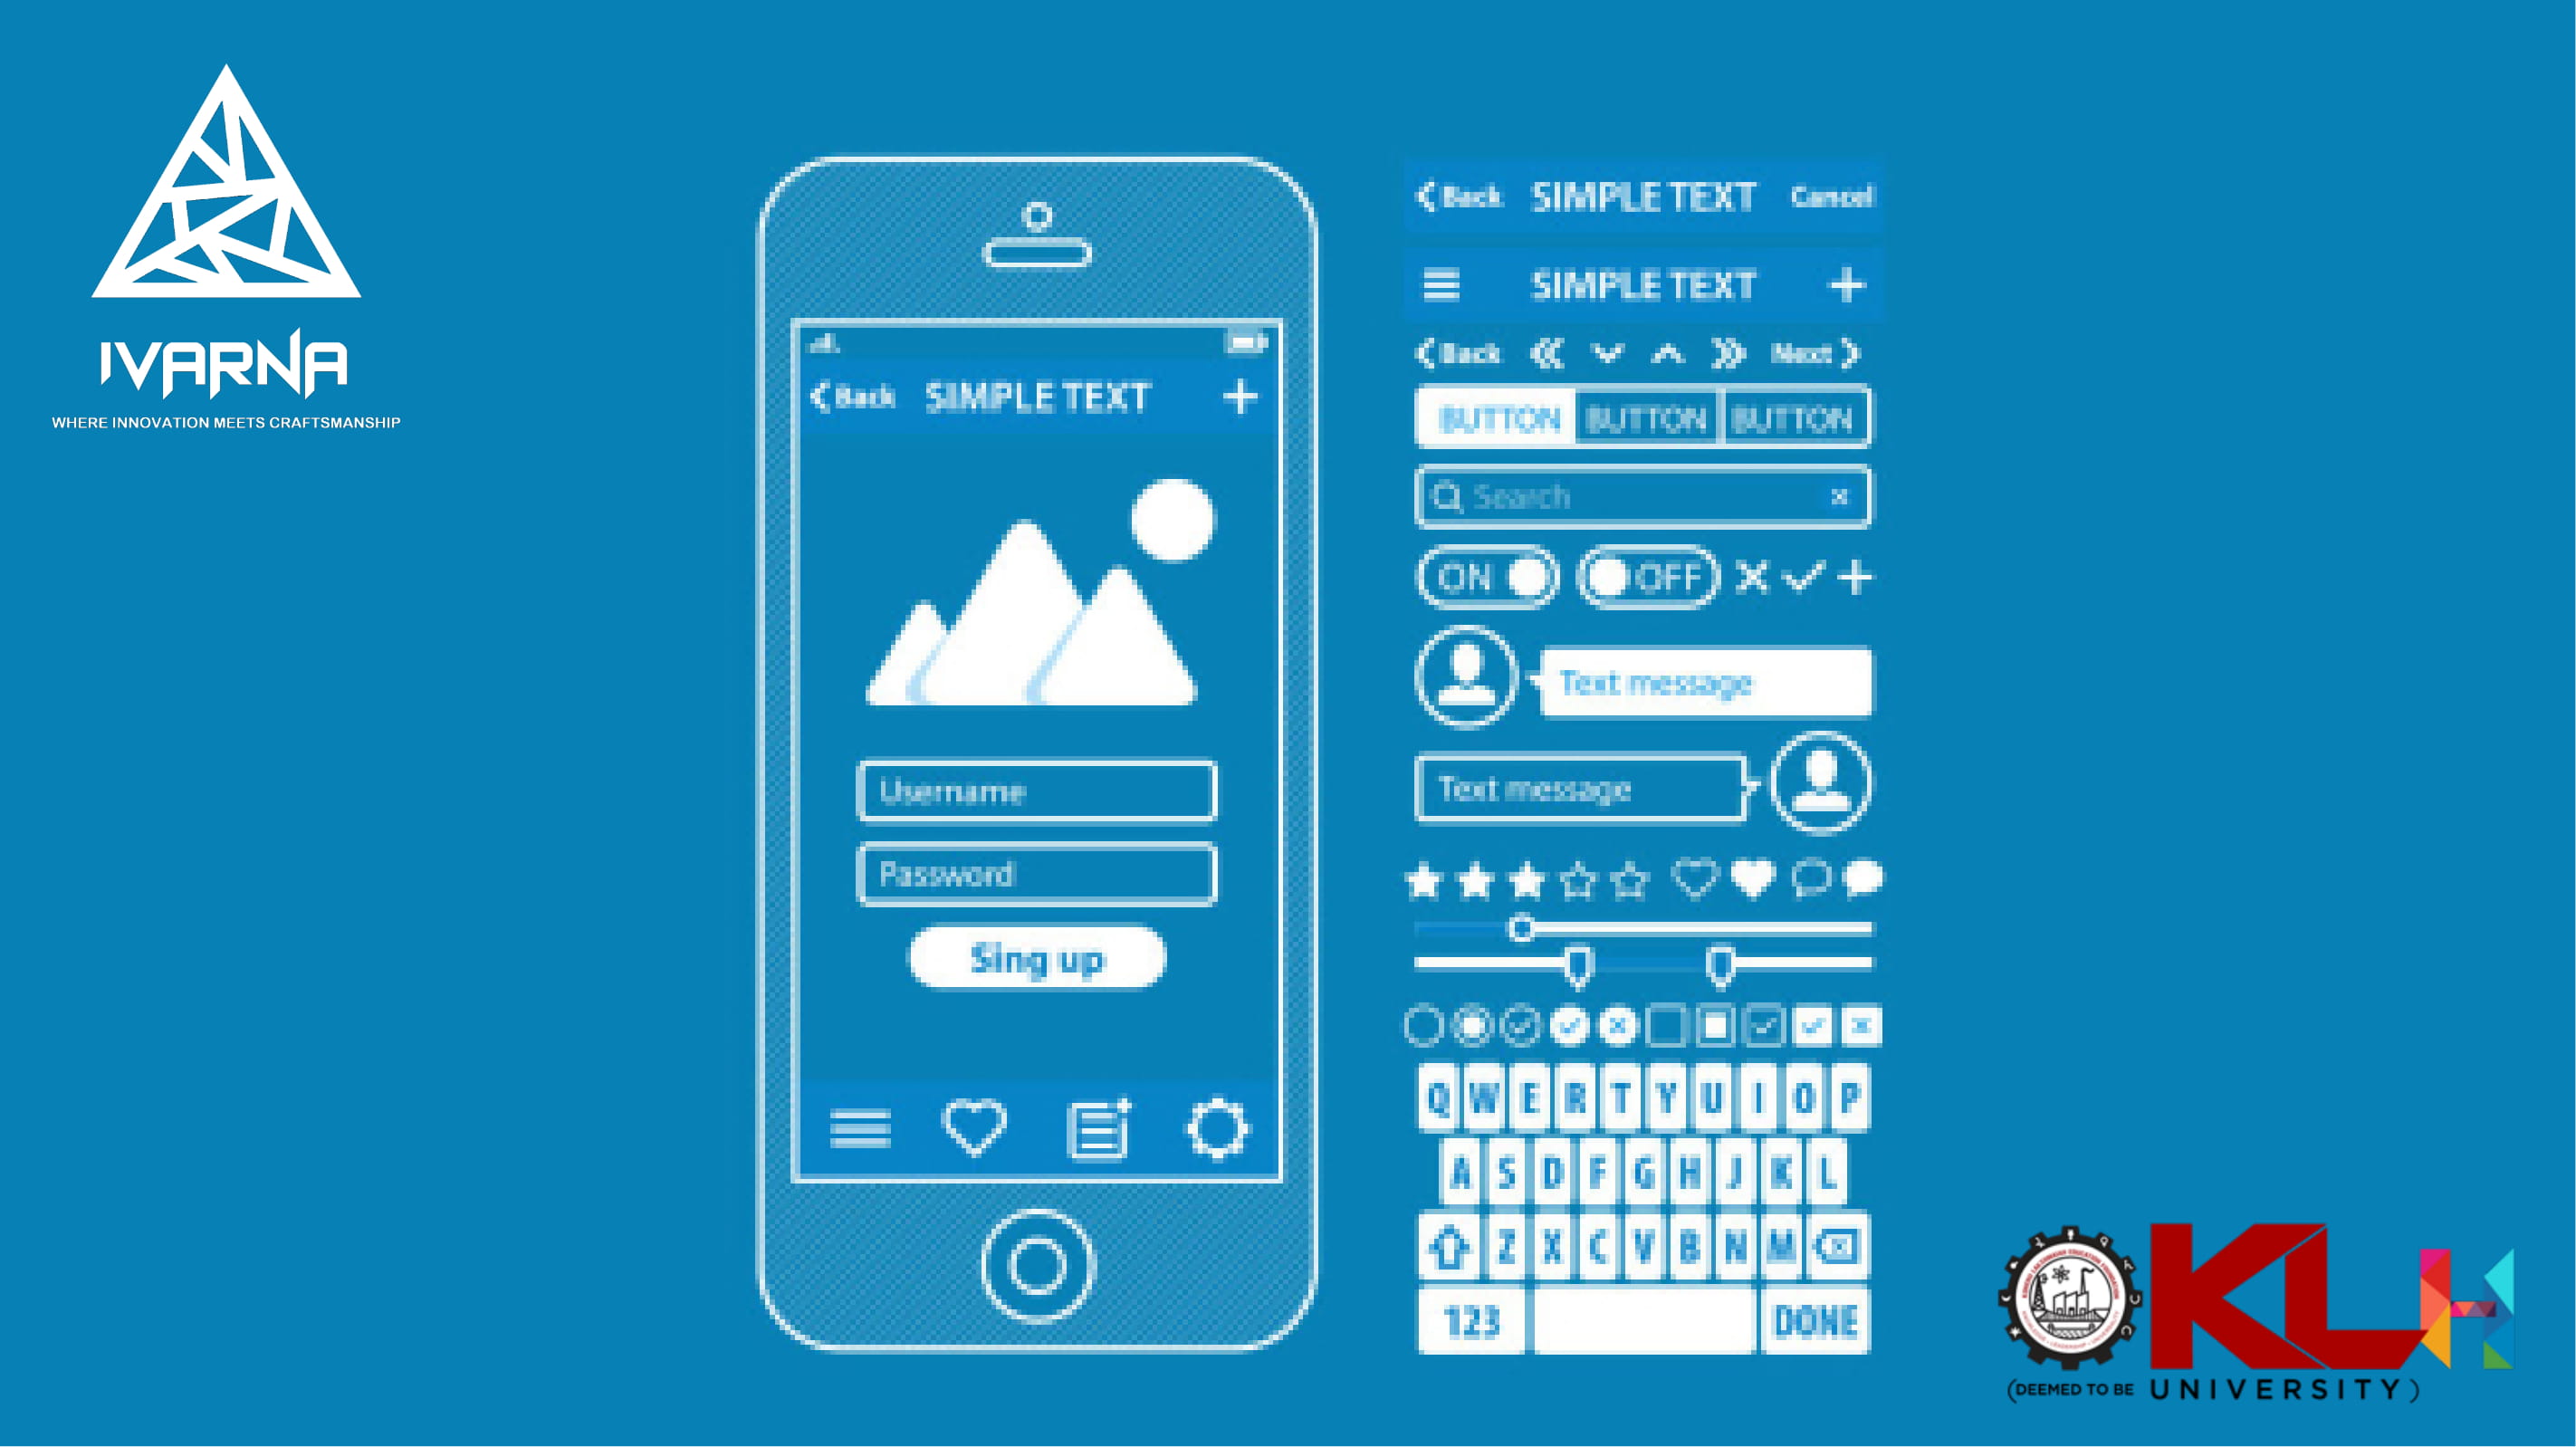 IVARNA
WHERE INNOVATION MEETS CRAFTSMANSHIP
Back SIMPLE TEXT
Username
Password
Sing up
Back SIMPLE TEXT Cancel
SIMPLE TEXT
Back Next
BUTTON BUTTON BUTTON
Search
ON OFF
Text message
Text message
Q W E R T Y U I O P
A S D F G H J K L
Z X C V B N M
123 DONE
KLH
(DEEMED TO BE UNIVERSITY)